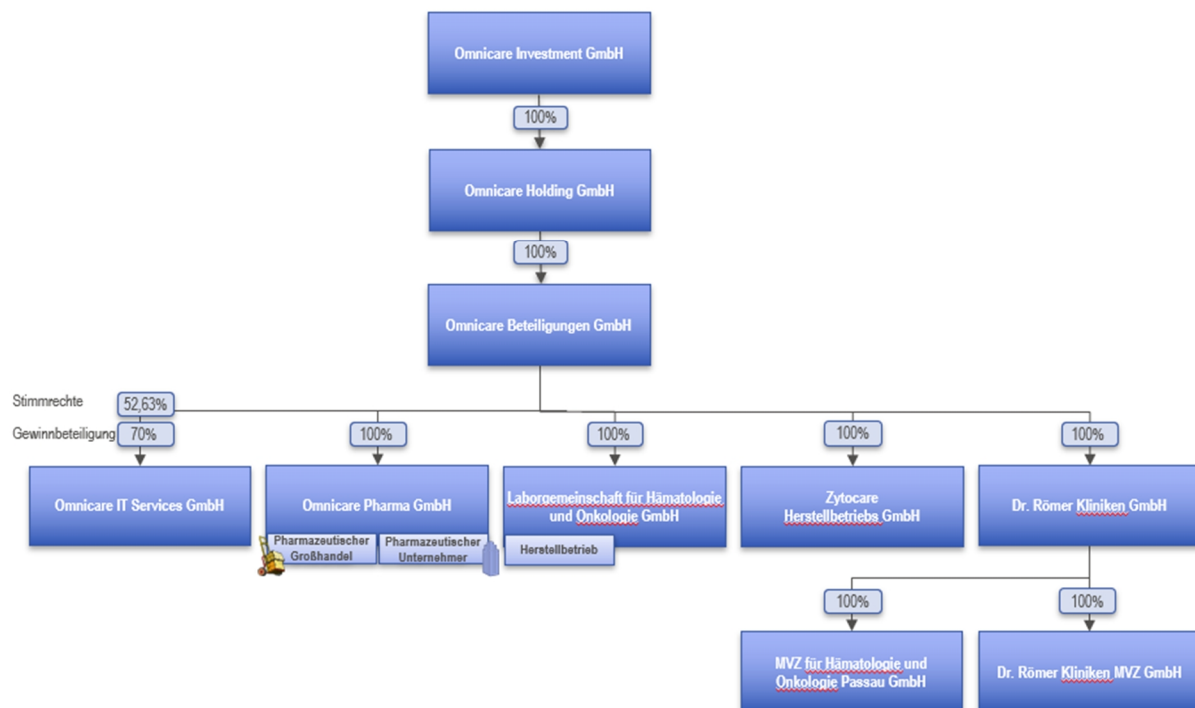 Omnicare Investment GmbH
100%
Omnicare Holding GmbH
100%
Omnicare Beteiligungen GmbH
Stimmrechte
52,63%
Gewinnbeteiligung
70%
100%
100%
100%
100%
Omnicare IT Services GmbH
Omnicare Pharma GmbH
Laborgemeinschaft für Hämatologie
und Onkologie GmbH
Zytocare
Herstellbetriebs GmbH
Dr. Römer Kliniken GmbH
Pharmazeutischer
Großhandel
Pharmazeutischer
Unternehmer
Herstellbetrieb
100%
100%
MVZ für Hämatologie und
Onkologie Passau GmbH
Dr. Römer Kliniken MVZ GmbH